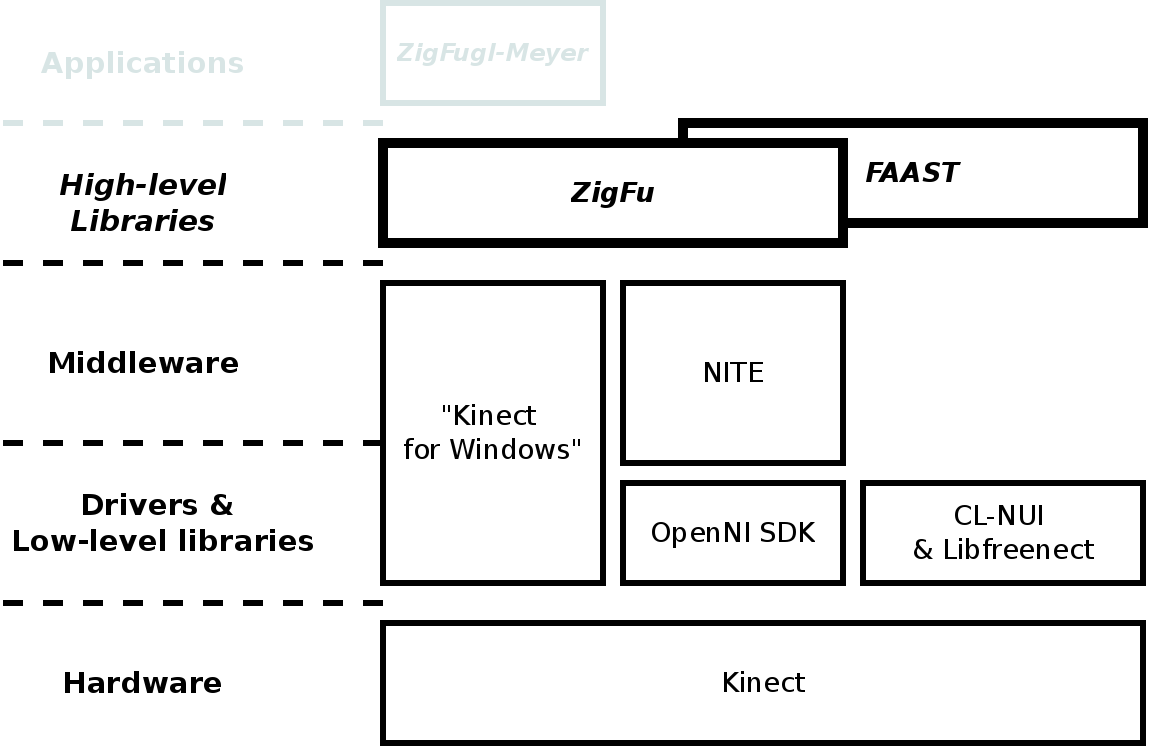 Applications
ZigFugl-Meyer
High-level
Libraries
ZigFu
FAAST
Middleware
"Kinect
for Windows"
NITE
Drivers &
Low-level libraries
OpenNI SDK
CL-NUI
& Libfreenect
Hardware
Kinect